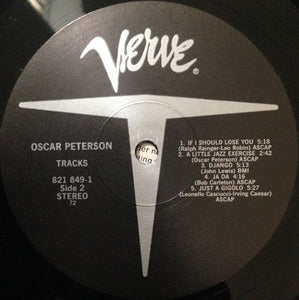 Verve®
OSCAR PETERSON
TRACKS
821 849-1
Side 2
STEREO
72
1. IF I SHOULD LOSE YOU 5:18
(Ralph Rainger-Leo Robin) ASCAP
2. A LITTLE JAZZ EXERCISE 2:42
(Oscar Peterson) ASCAP
3. DJANGO 5:13
(John Lewis) BMI
4. JA DA 4:16
(Bob Carleton) ASCAP
5. JUST A GIGOLO 5:27
(Leonello Cascucci-Irving Caesar)
ASCAP